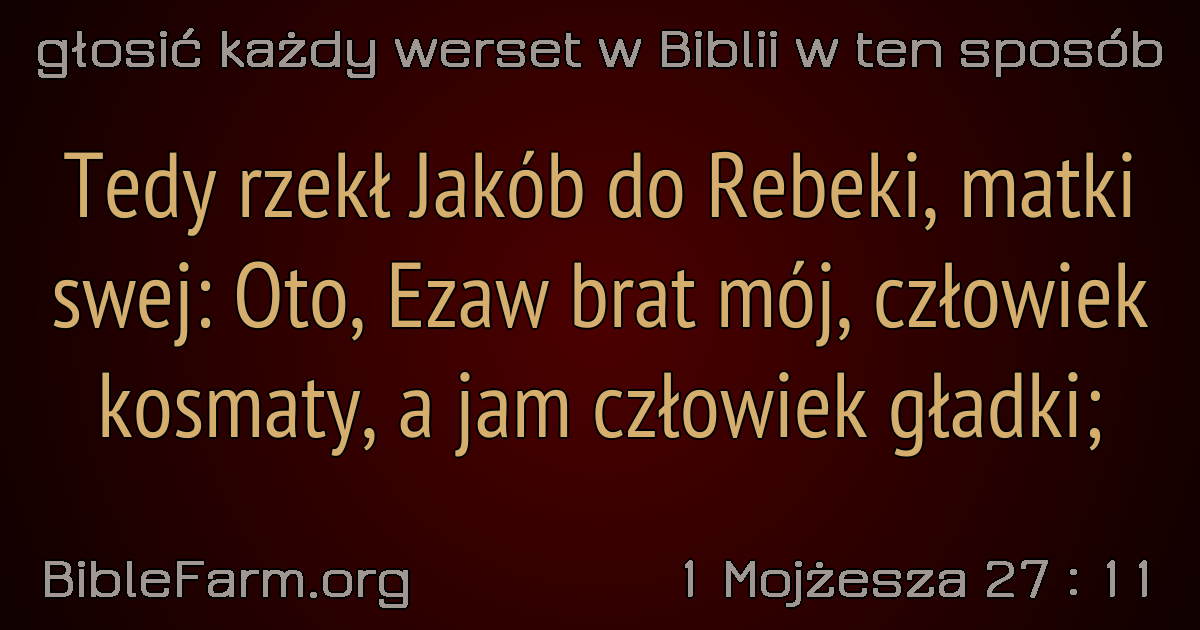 głosić każdy werset w Biblii w ten sposób
Tedy rzekł Jakób do Rebeki, matki
swej: Oto, Ezaw brat mój, człowiek
kosmaty, a jam człowiek gładki;
BibleFarm.org
1 Mojżesza 27 : 11